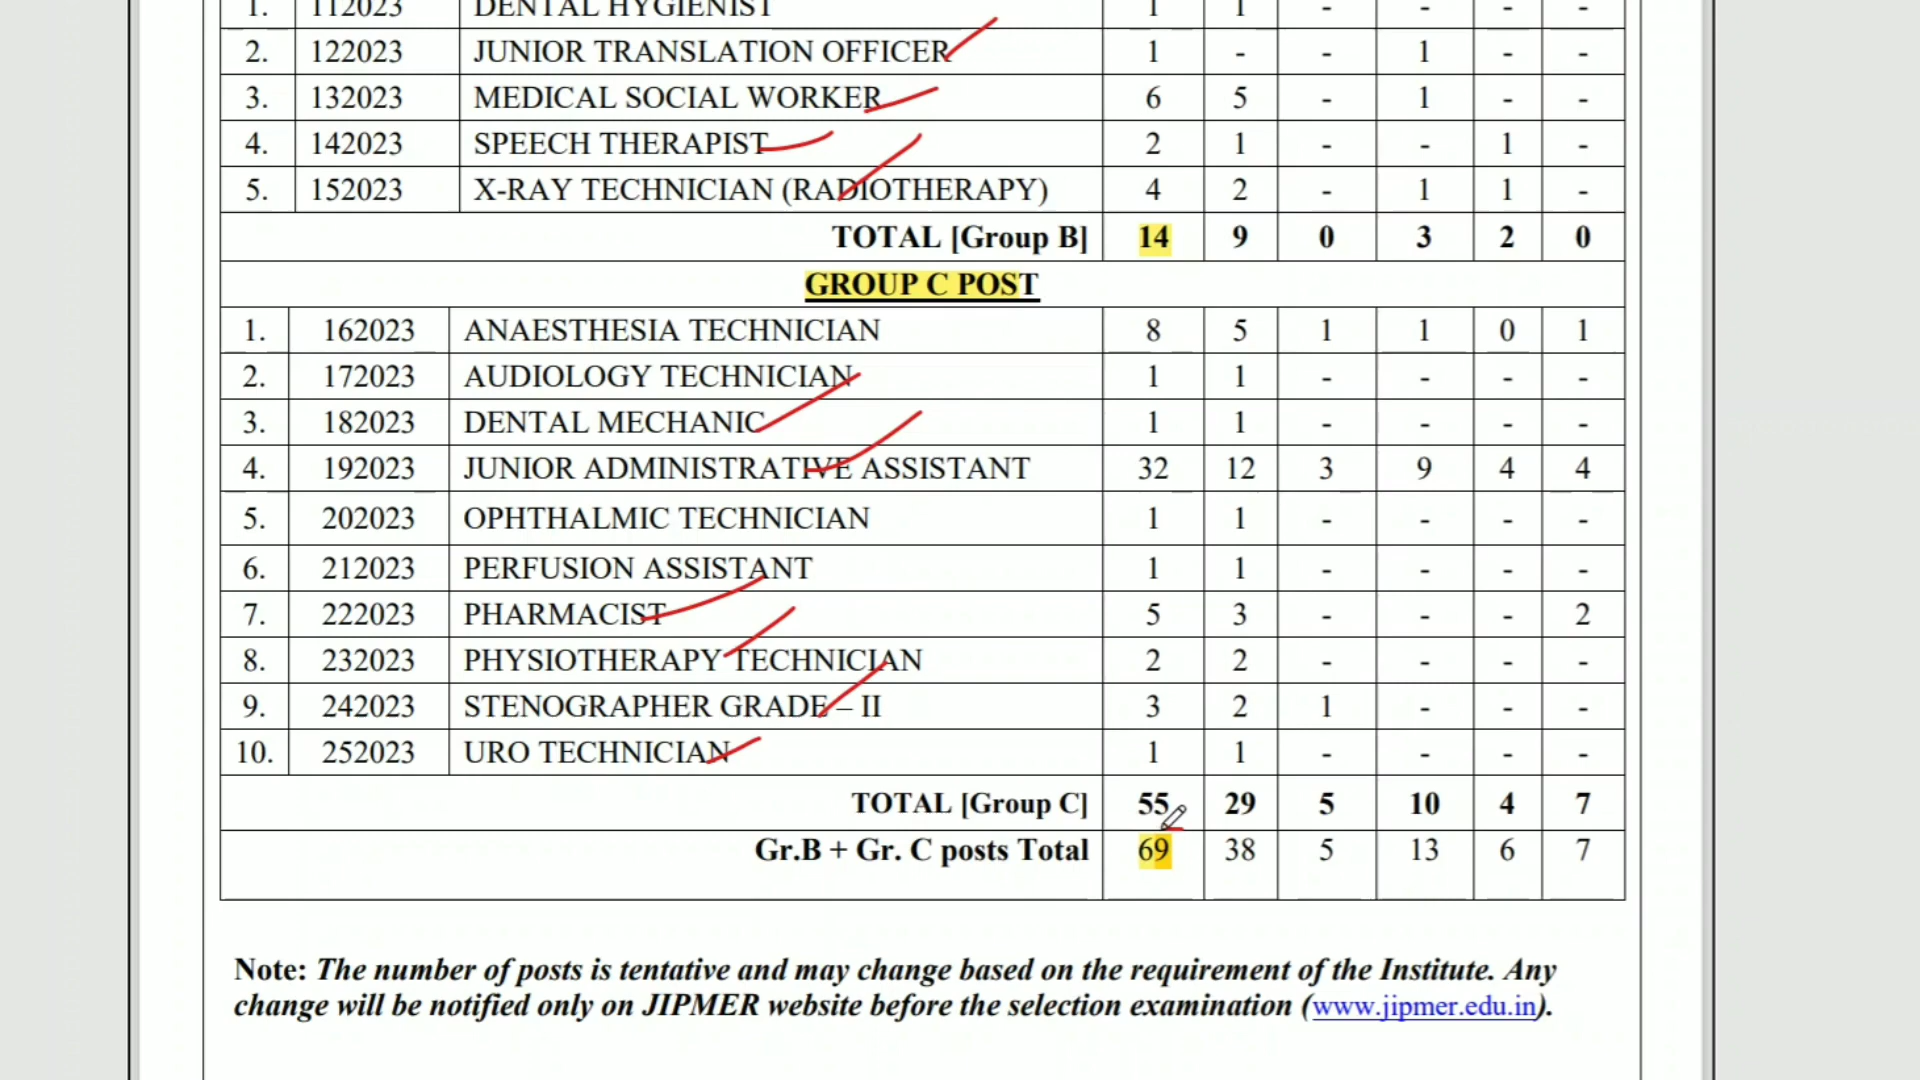 1. 112023 DENTAL HYGIENIST 1 1 - - - -
2. 122023 JUNIOR TRANSLATION OFFICER 1 - - 1 - -
3. 132023 MEDICAL SOCIAL WORKER 6 5 - 1 - -
4. 142023 SPEECH THERAPIST 2 1 - - 1 -
5. 152023 X-RAY TECHNICIAN (RADIOTHERAPY) 4 2 - 1 1 -
TOTAL [Group B] 14 9 0 3 2 0
GROUP C POST
1. 162023 ANAESTHESIA TECHNICIAN 8 5 1 1 0 1
2. 172023 AUDIOLOGY TECHNICIAN 1 1 - - - -
3. 182023 DENTAL MECHANIC 1 1 - - - -
4. 192023 JUNIOR ADMINISTRATIVE ASSISTANT 32 12 3 9 4 4
5. 202023 OPHTHALMIC TECHNICIAN 1 1 - - - -
6. 212023 PERFUSION ASSISTANT 1 1 - - - -
7. 222023 PHARMACIST 5 3 - - - 2
8. 232023 PHYSIOTHERAPY TECHNICIAN 2 2 - - - -
9. 242023 STENOGRAPHER GRADE – II 3 2 1 - - -
10. 252023 URO TECHNICIAN 1 1 - - - -
TOTAL [Group C] 55 29 5 10 4 7
Gr.B + Gr. C posts Total 69 38 5 13 6 7
Note: The number of posts is tentative and may change based on the requirement of the Institute. Any
change will be notified only on JIPMER website before the selection examination (www.jipmer.edu.in).